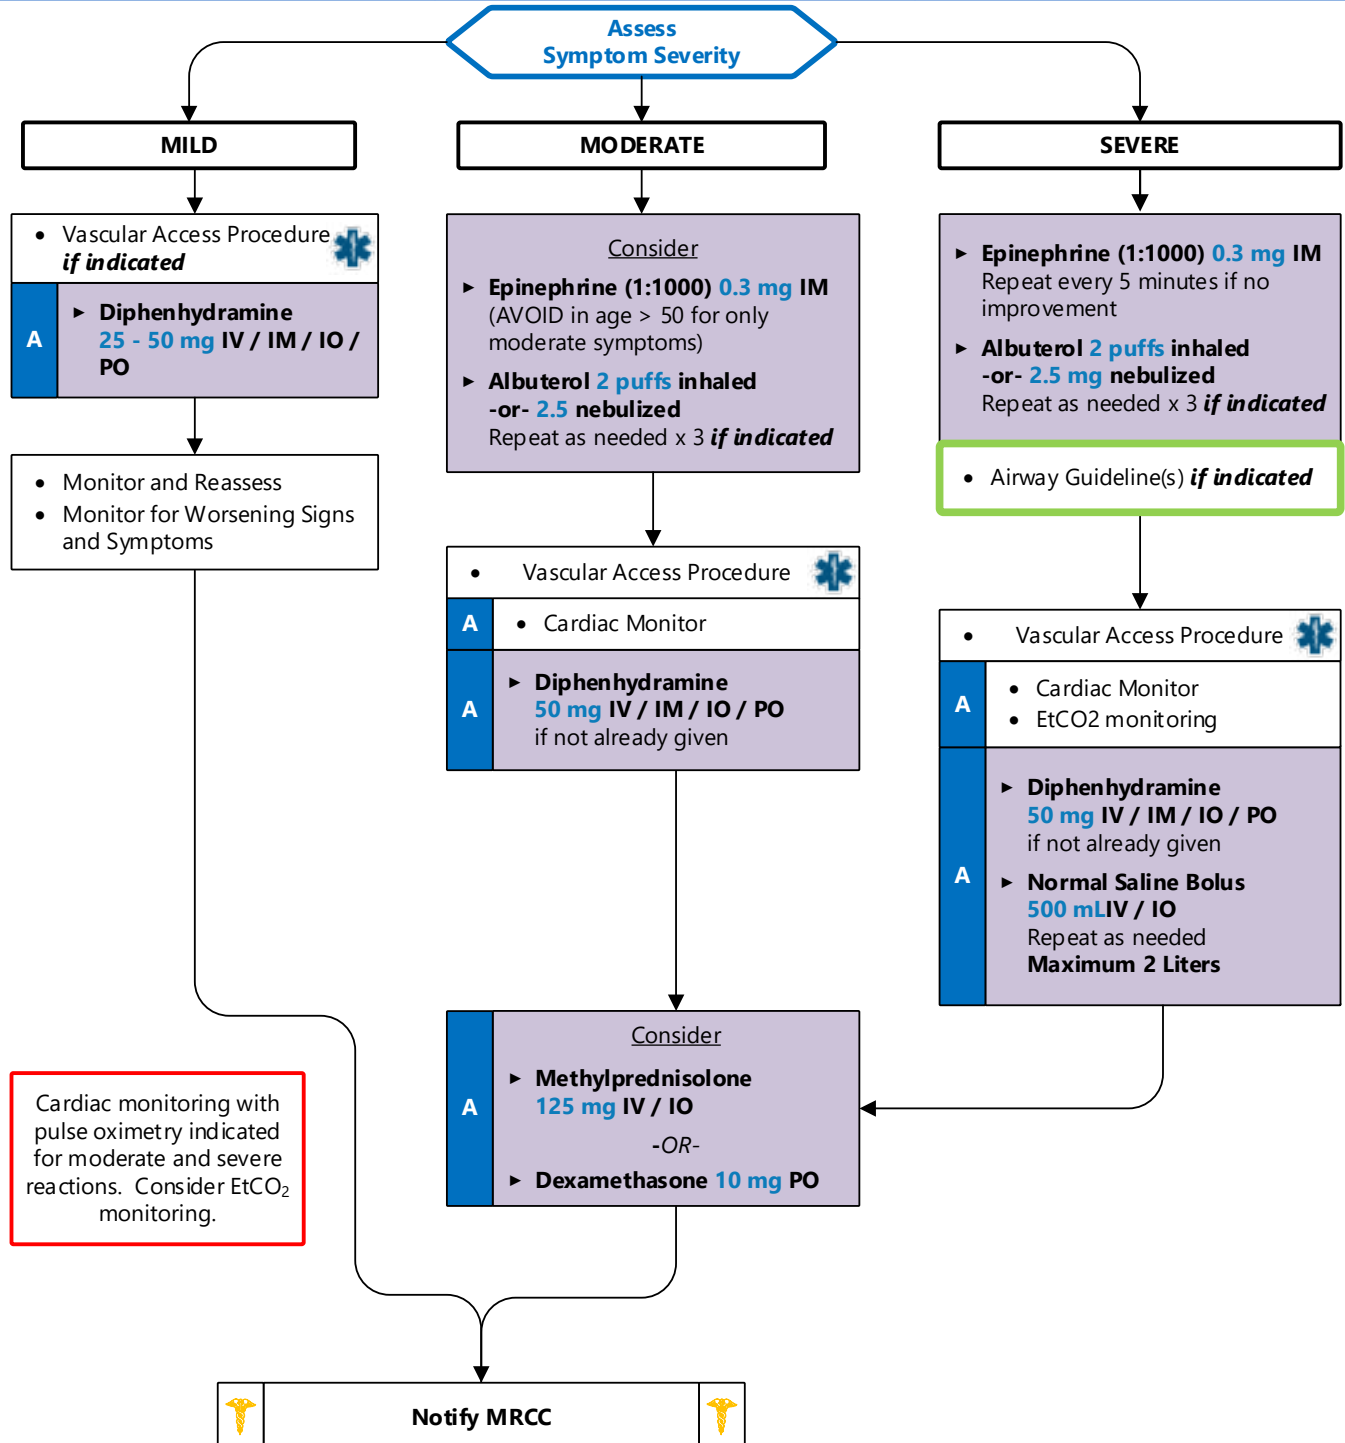 Assess
Symptom Severity
MILD
• Vascular Access Procedure
if indicated
A
► Diphenhydramine
25 - 50 mg IV / IM / IO /
PO
• Monitor and Reassess
• Monitor for Worsening Signs
and Symptoms
MODERATE
Consider
► Epinephrine (1:1000) 0.3 mg IM
(AVOID in age > 50 for only
moderate symptoms)
► Albuterol 2 puffs inhaled
-or- 2.5 nebulized
Repeat as needed x 3 if indicated
• Vascular Access Procedure
A
• Cardiac Monitor
A
► Diphenhydramine
50 mg IV / IM / IO / PO
if not already given
SEVERE
► Epinephrine (1:1000) 0.3 mg IM
Repeat every 5 minutes if no
improvement
► Albuterol 2 puffs inhaled
-or- 2.5 mg nebulized
Repeat as needed x 3 if indicated
• Airway Guideline(s) if indicated
• Vascular Access Procedure
A
• Cardiac Monitor
• EtCO2 monitoring
A
► Diphenhydramine
50 mg IV / IM / IO / PO
if not already given
► Normal Saline Bolus
500 mLIV / IO
Repeat as needed
Maximum 2 Liters
A
Consider
► Methylprednisolone
125 mg IV / IO
-OR-
► Dexamethasone 10 mg PO
Cardiac monitoring with
pulse oximetry indicated
for moderate and severe
reactions. Consider EtCO₂
monitoring.
Notify MRCC